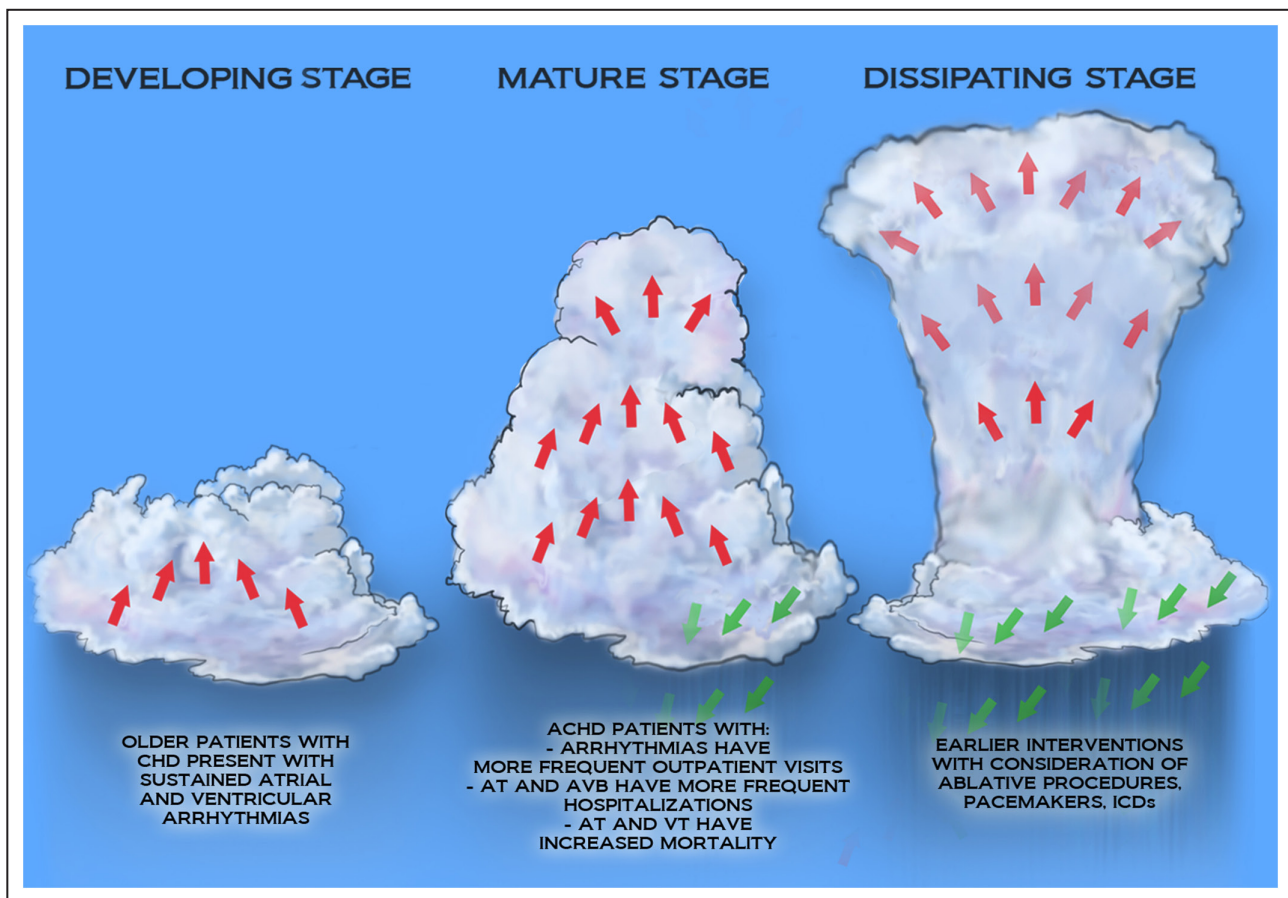 DEVELOPING STAGE
MATURE STAGE
DISSIPATING STAGE
OLDER PATIENTS WITH
CHD PRESENT WITH
SUSTAINED ATRIAL
AND VENTRICULAR
ARRHYTHMIAS
ACHD PATIENTS WITH:
- ARRHYTHMIAS HAVE
MORE FREQUENT OUTPATIENT VISITS
- AT AND AVB HAVE MORE FREQUENT
HOSPITALIZATIONS
- AT AND VT HAVE
INCREASED MORTALITY
EARLIER INTERVENTIONS
WITH CONSIDERATION OF
ABLATIVE PROCEDURES,
PACEMAKERS, ICDs